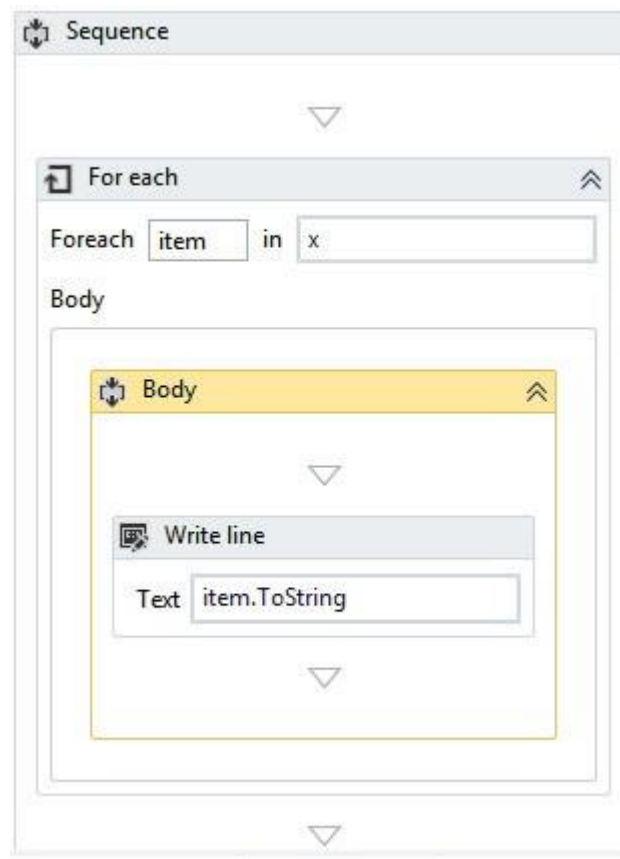 Sequence
For each
Foreach item in x
Body
Body
Write line
Text item.ToString